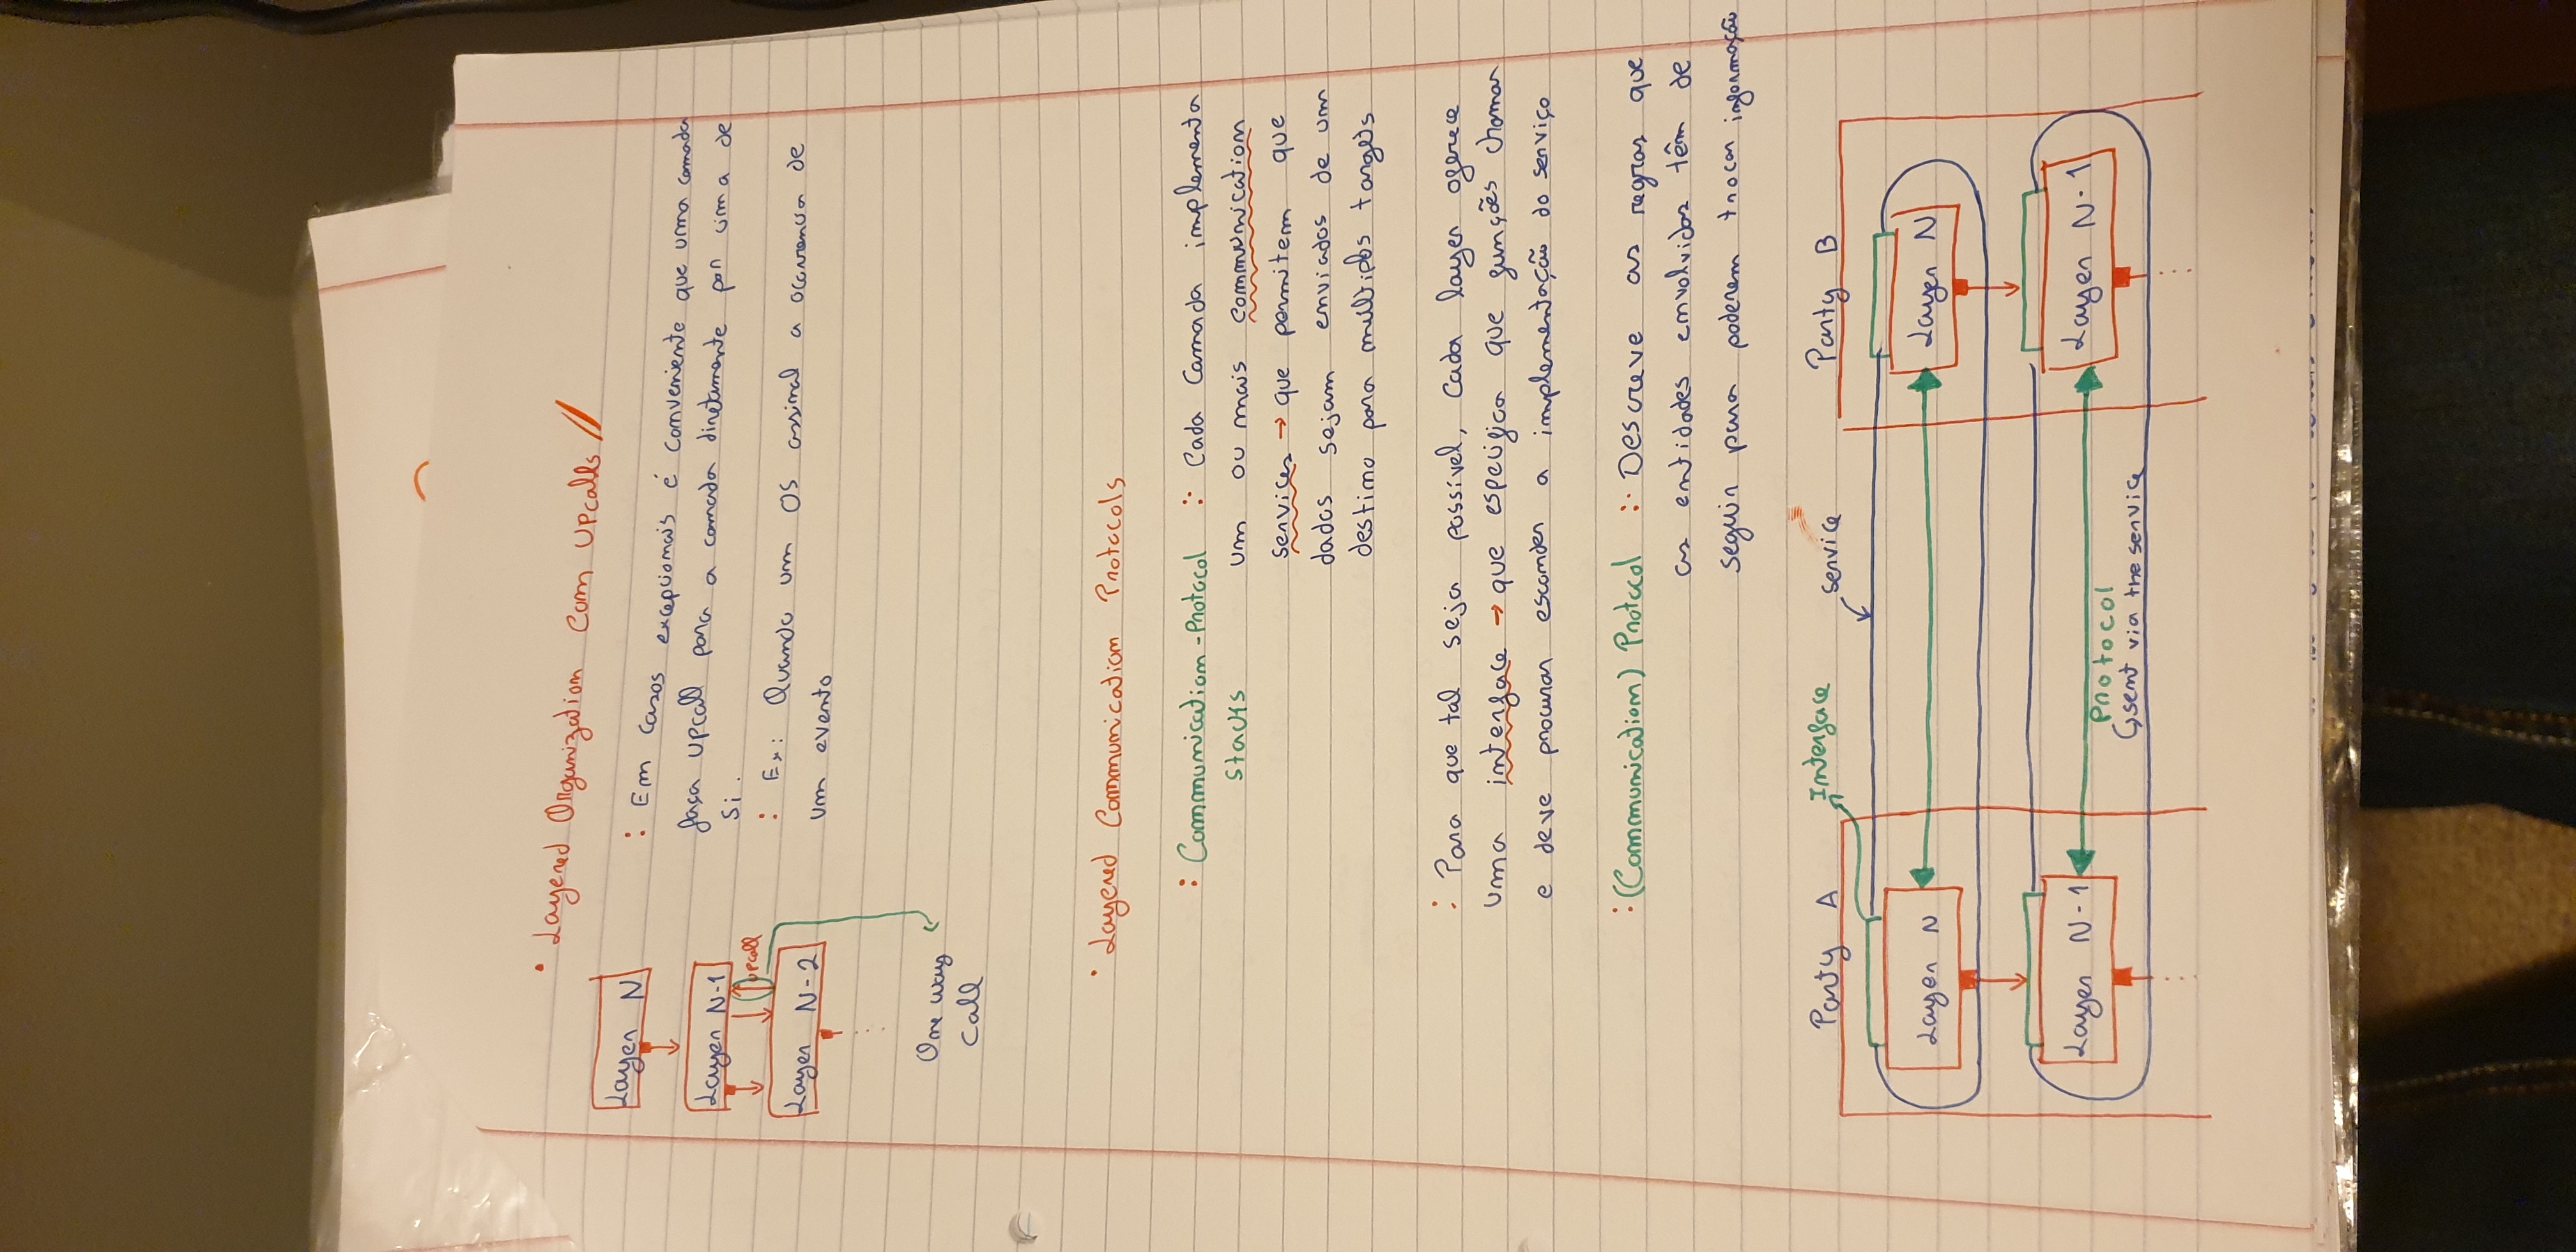 • Layered Organization com Upcalls //
Layer N
Layer N-1
upcall
Layer N-2
One way
call
: Em casos excepcionais é conveniente que uma camada
faça upcall para a camada diretamente por cima de
si.
: Ex: Quando um OS assinal a ocorrencia de
um evento
• Layered Communication Protocols
: Communication-Protocol :· Cada camada implementa
Stacks um ou mais communication
services → que permitem que
dados sejam enviados de um
destino para múltiplos targets
: Para que tal seja possível, cada layer oferece
uma interface → que especifica que funções chamar
e deve procurar esconder a implementação do serviço
: (Communication) Protocol :· Descreve as regras que
as entidades envolvidas têm de
seguir para poderem trocar informação
Party A Interface service Party B
Layer N Layer N
Layer N-1 Layer N-1
Protocol
↳ sent via the service